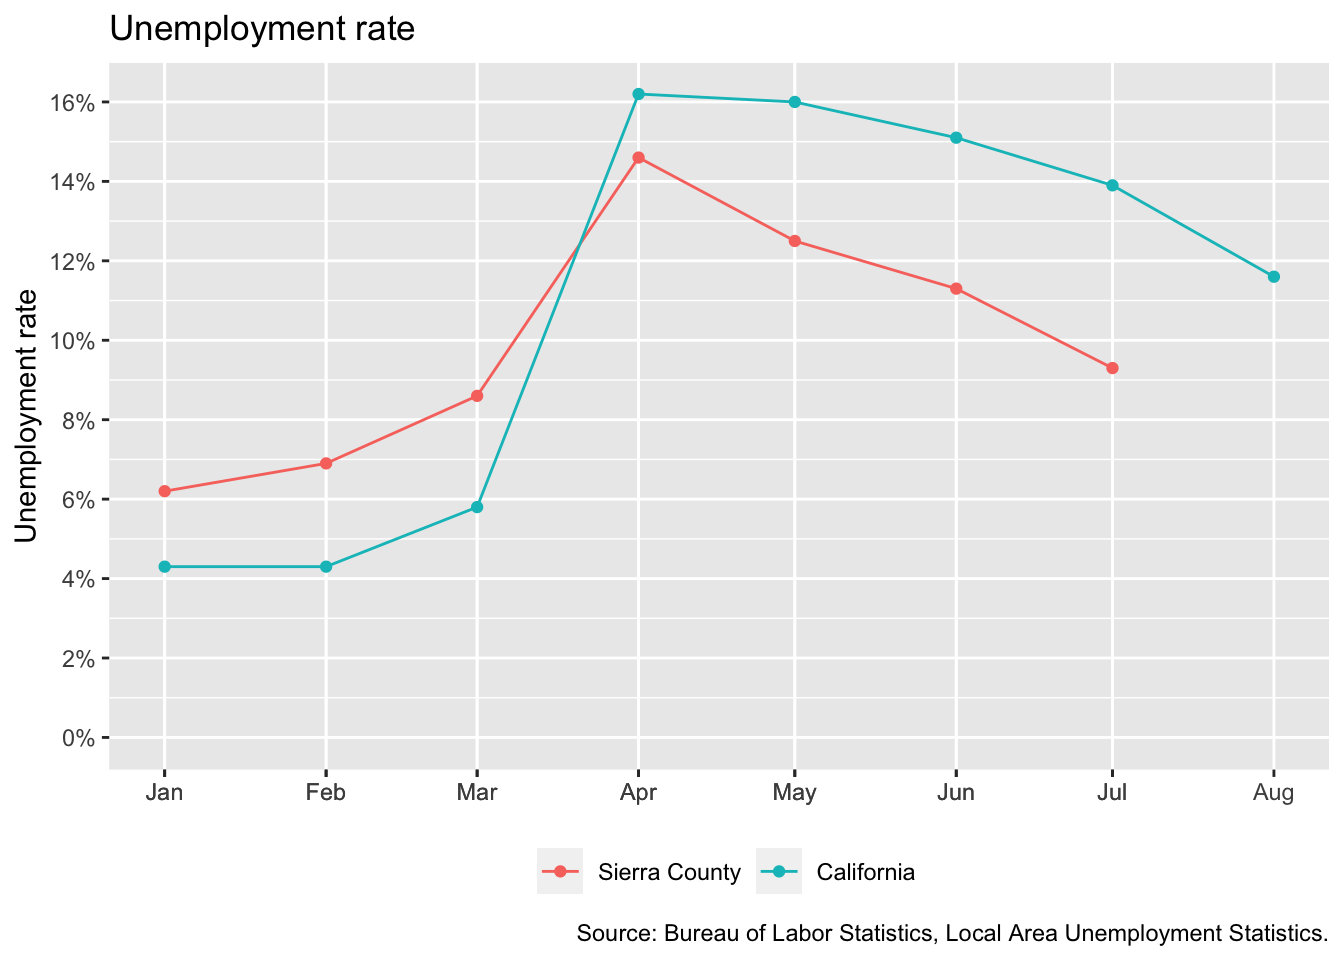 Unemployment rate
Unemployment rate
16%
14%
12%
10%
8%
6%
4%
2%
0%
Jan Feb Mar Apr May Jun Jul Aug
Sierra County California
Source: Bureau of Labor Statistics, Local Area Unemployment Statistics.